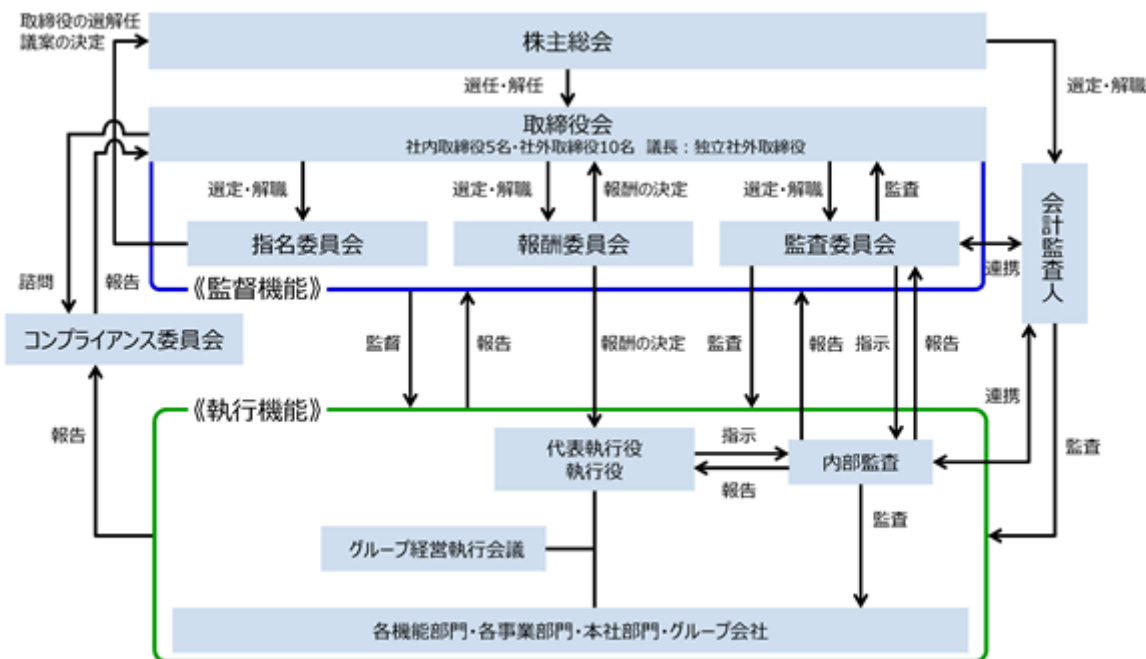 取締役の選解任
議案の決定
株主総会
選任・解任
選定・解職
取締役会
社内取締役5名・社外取締役10名 議長：独立社外取締役
選定・解職
選定・解職
報酬の決定
選定・解職
監査
会計監査人
指名委員会
報酬委員会
監査委員会
連携
諮問
報告
《監督機能》
コンプライアンス委員会
監督
報告
報酬の決定
監査
報告
指示
報告
《執行機能》
報告
連携
監査
代表執行役
執行役
指示
報告
内部監査
監査
グループ経営執行会議
各機能部門・各事業部門・本社部門・グループ会社